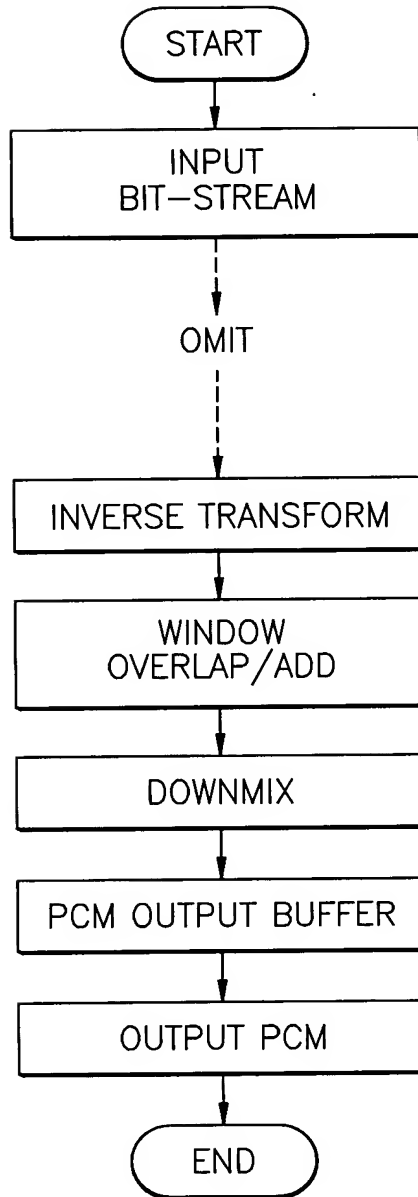 START
INPUT
BIT-STREAM
OMIT
INVERSE TRANSFORM
WINDOW
OVERLAP/ADD
DOWNMIX
PCM OUTPUT BUFFER
OUTPUT PCM
END